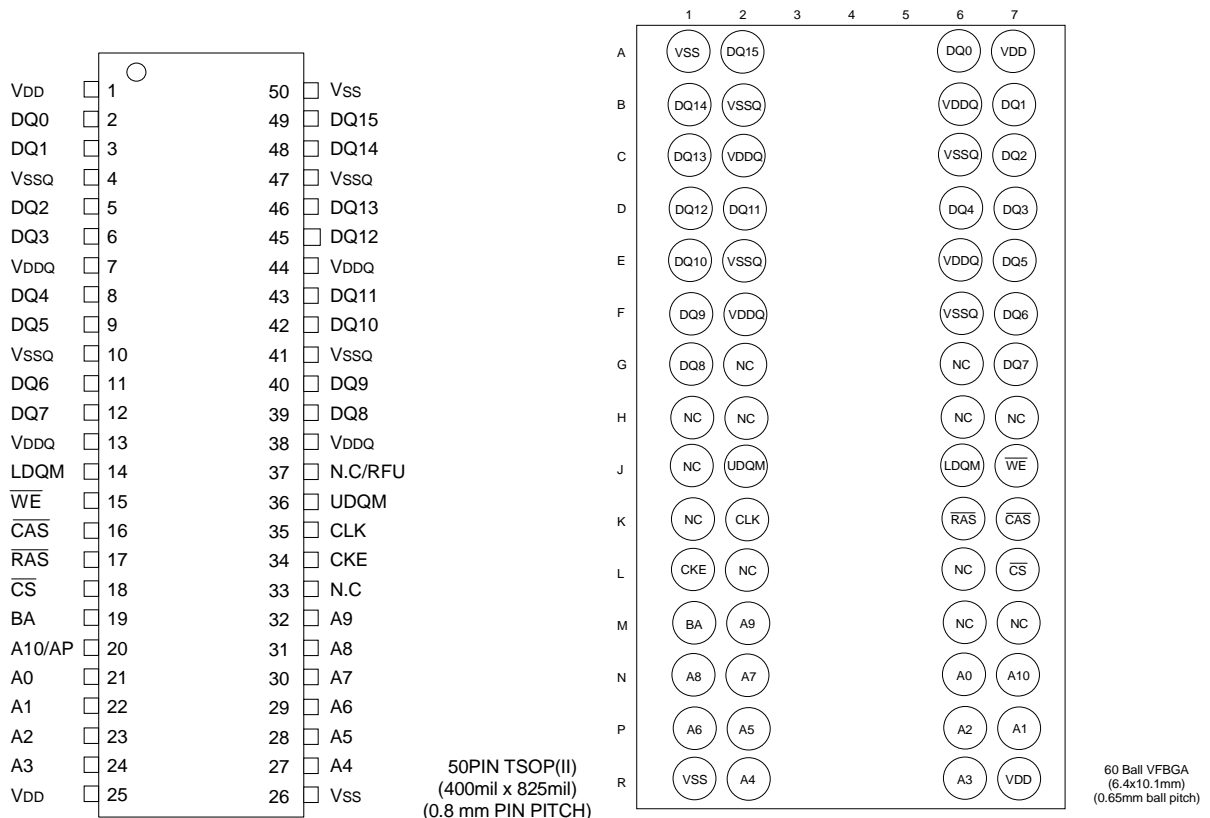 VDD 1 50 VSS
DQ0 2 49 DQ15
DQ1 3 48 DQ14
VSSQ 4 47 VSSQ
DQ2 5 46 DQ13
DQ3 6 45 DQ12
VDDQ 7 44 VDDQ
DQ4 8 43 DQ11
DQ5 9 42 DQ10
VSSQ 10 41 VSSQ
DQ6 11 40 DQ9
DQ7 12 39 DQ8
VDDQ 13 38 VDDQ
LDQM 14 37 N.C/RFU
WE 15 36 UDQM
CAS 16 35 CLK
RAS 17 34 CKE
CS 18 33 N.C
BA 19 32 A9
A10/AP 20 31 A8
A0 21 30 A7
A1 22 29 A6
A2 23 28 A5
A3 24 27 A4
VDD 25 26 VSS
50PIN TSOP(II)
(400mil x 825mil)
(0.8 mm PIN PITCH)
1 2 3 4 5 6 7
A VSS DQ15 DQ0 VDD
B DQ14 VSSQ VDDQ DQ1
C DQ13 VDDQ VSSQ DQ2
D DQ12 DQ11 DQ4 DQ3
E DQ10 VSSQ VDDQ DQ5
F DQ9 VDDQ VSSQ DQ6
G DQ8 NC NC DQ7
H NC NC NC NC
J NC UDQM LDQM WE
K NC CLK RAS CAS
L CKE NC NC CS
M BA A9 NC NC
N A8 A7 A0 A10
P A6 A5 A2 A1
R VSS A4 A3 VDD
60 Ball VFBGA
(6.4x10.1mm)
(0.65mm ball pitch)